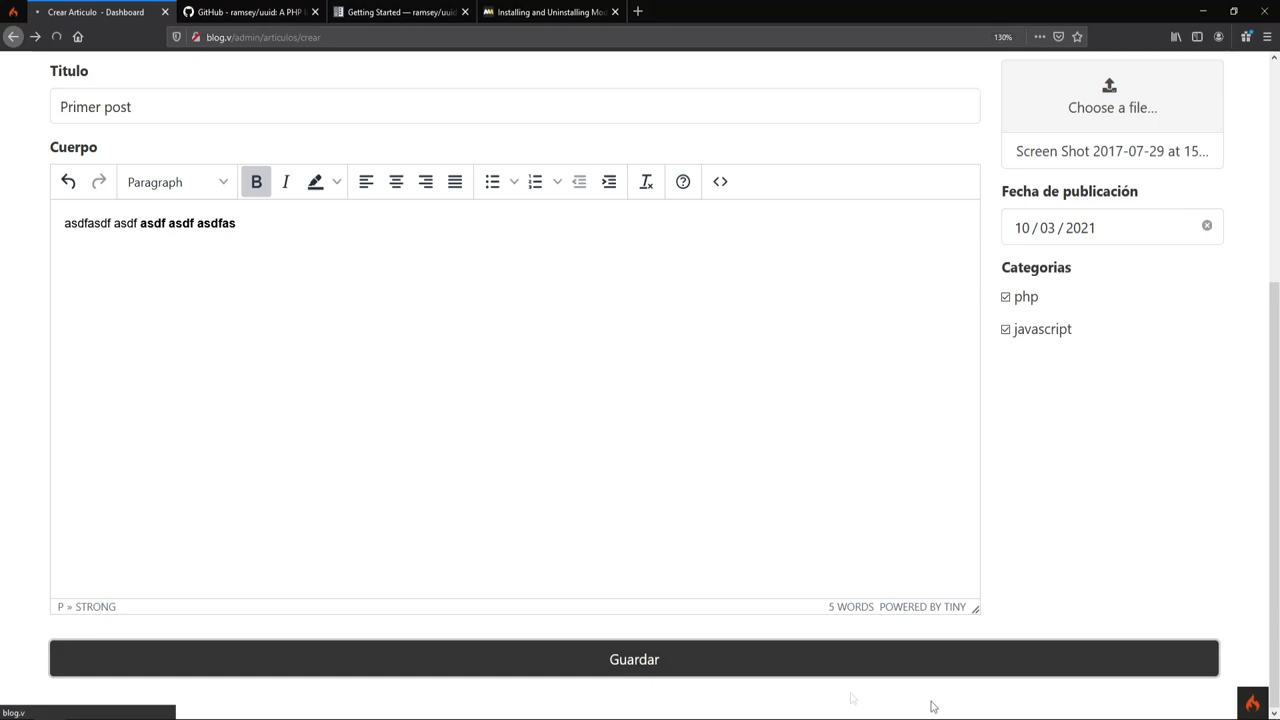 Crear Articulo - Dashboard
GitHub - ramsey/uuid: A PHP
Getting Started — ramsey/uuid
Installing and Uninstalling Mod
blog.v/admin/articulos/crear
130%
Titulo
Primer post
Choose a file...
Screen Shot 2017-07-29 at 15...
Cuerpo
Paragraph
B I
asdfasdf asdf asdf asdf asdfas
Fecha de publicación
10 / 03 / 2021
Categorias
php
javascript
P » STRONG
5 WORDS POWERED BY TINY
Guardar
blog.v